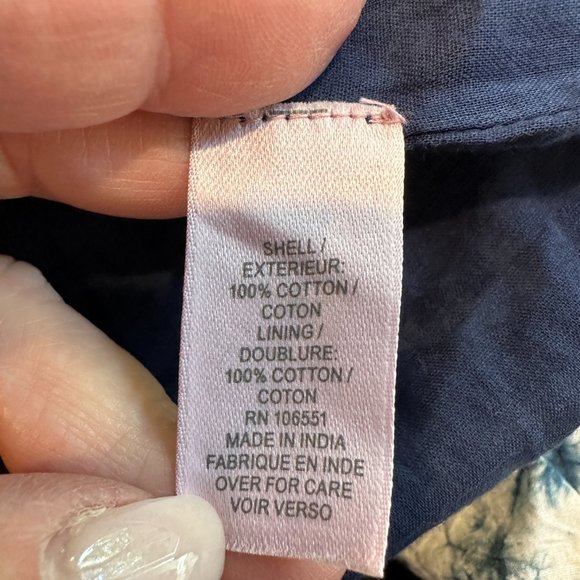 SHELL /
EXTERIEUR:
100% COTTON /
COTON
LINING /
DOUBLURE:
100% COTTON /
COTON
RN 106551
MADE IN INDIA
FABRIQUE EN INDE
OVER FOR CARE
VOIR VERSO